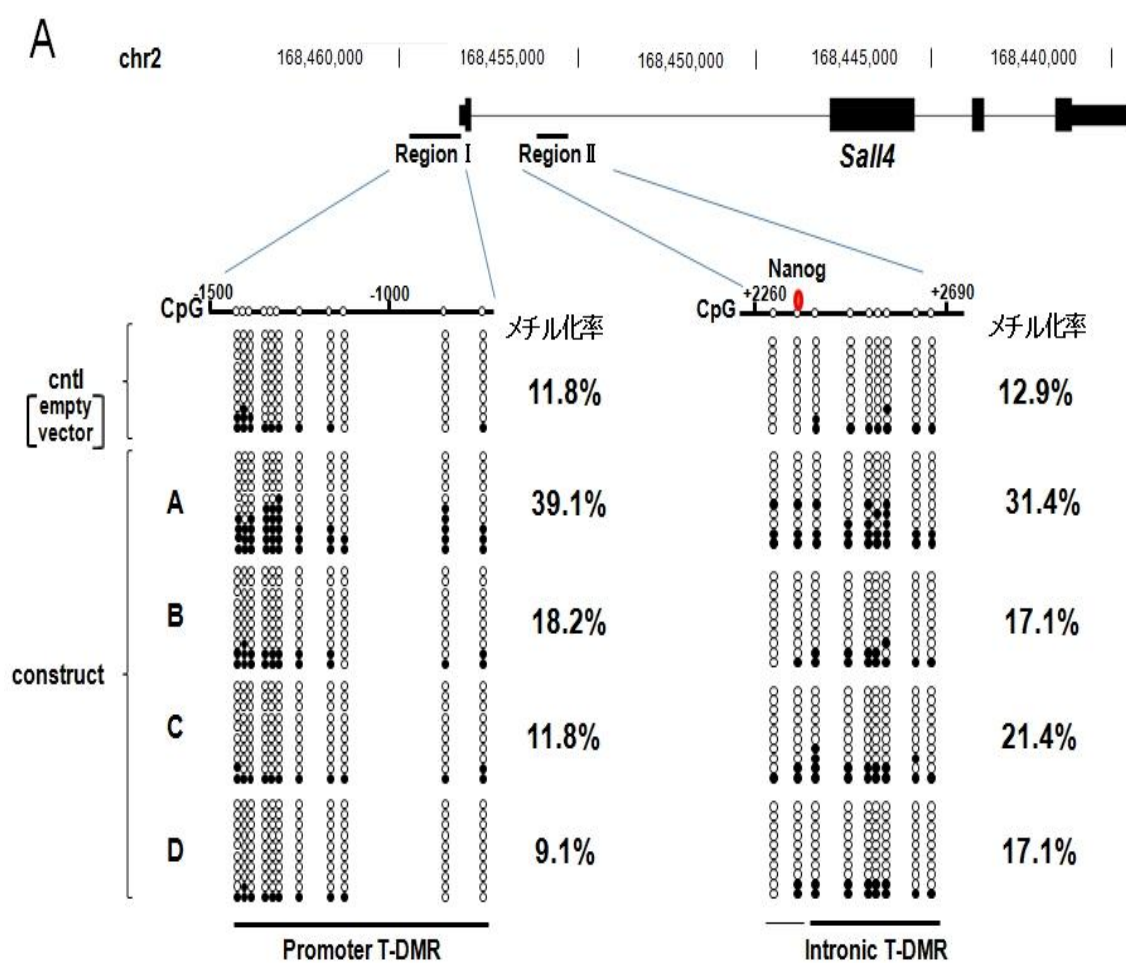 A
chr2 168,460,000 168,455,000 168,450,000 168,445,000 168,440,000
Region I Region Ⅱ Sall4
Nanog
-1500 -1000 +2260 +2690
CpG CpG
メチル化率 メチル化率
cntl
[empty vector]
11.8% 12.9%
construct
A 39.1% 31.4%
B 18.2% 17.1%
C 11.8% 21.4%
D 9.1% 17.1%
Promoter T-DMR Intronic T-DMR